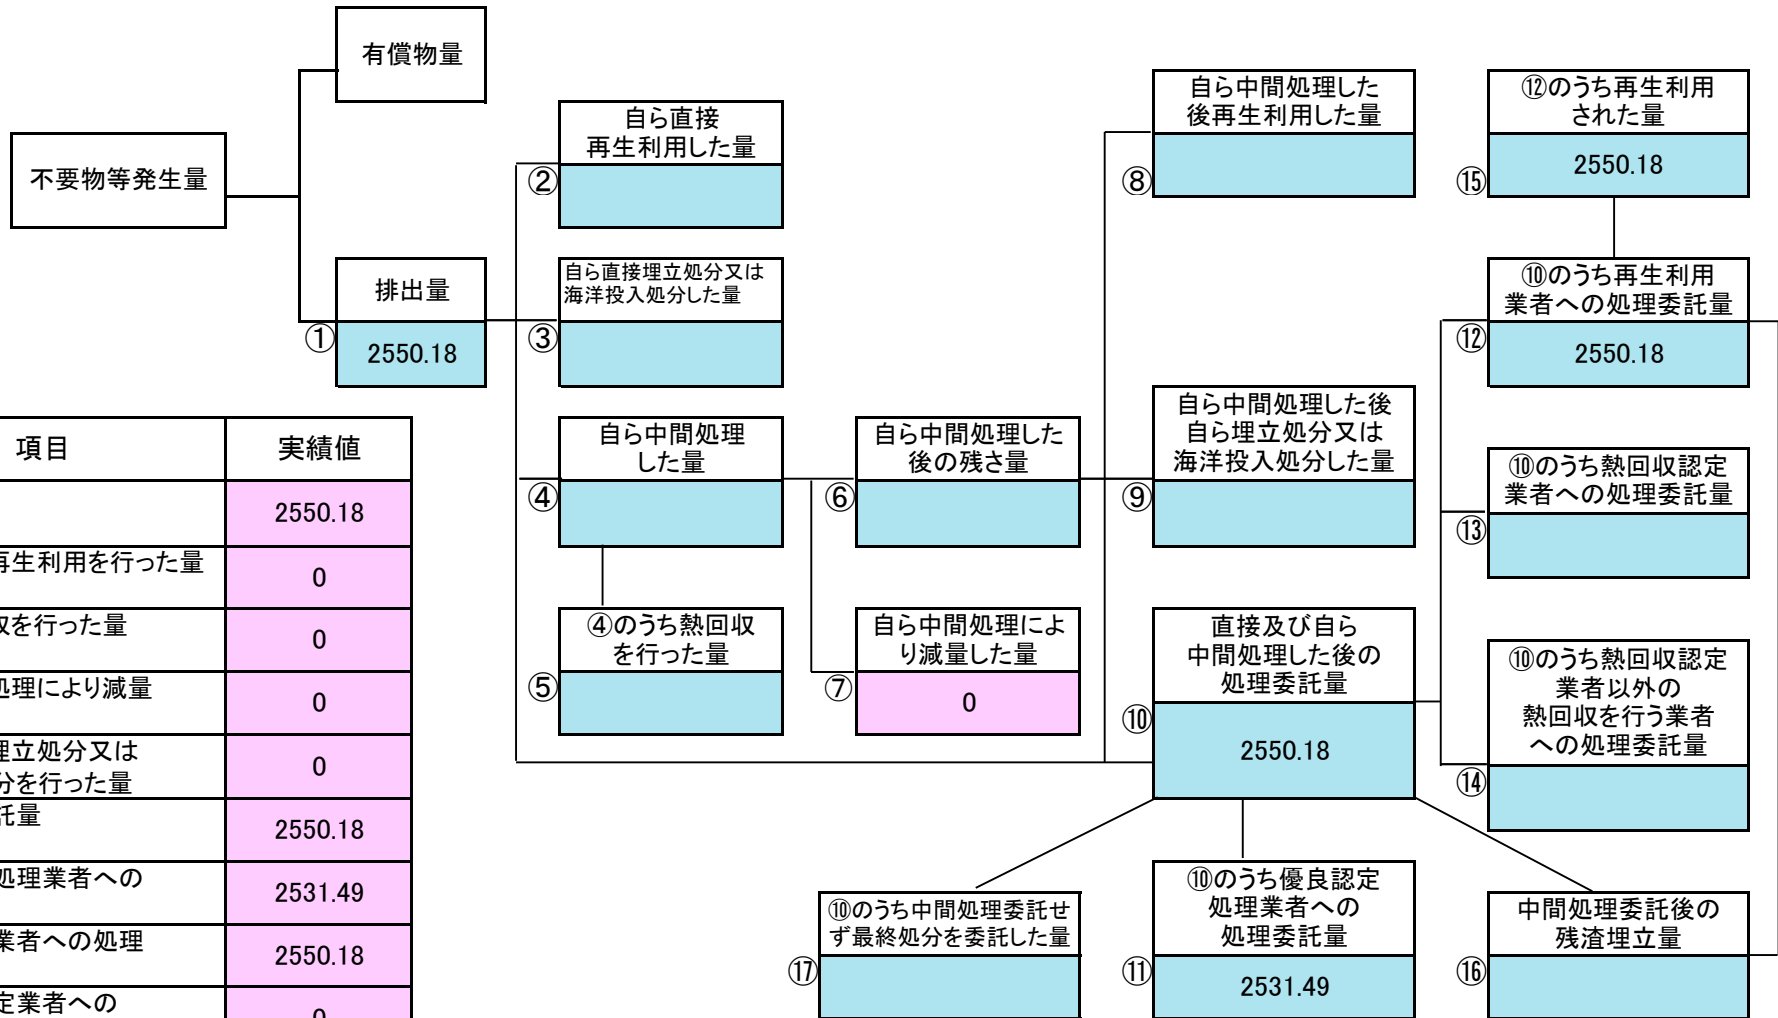 有償物量
不要物等発生量
排出量
①
2550.18
自ら直接
再生利用した量
②
自ら直接埋立処分又は
海洋投入処分した量
③
自ら中間処理
した量
④
④のうち熱回収
を行った量
⑤
自ら中間処理した
後の残さ量
⑥
自ら中間処理によ
り減量した量
⑦
0
自ら中間処理した
後再生利用した量
⑧
自ら中間処理した後
自ら埋立処分又は
海洋投入処分した量
⑨
直接及び自ら
中間処理した後の
処理委託量
⑩
2550.18
⑫のうち再生利用
された量
⑮
2550.18
⑩のうち再生利用
業者への処理委託量
⑫
2550.18
⑩のうち熱回収認定
業者への処理委託量
⑬
⑩のうち熱回収認定
業者以外の
熱回収を行う業者
への処理委託量
⑭
⑩のうち中間処理委託せ
ず最終処分を委託した量
⑰
⑩のうち優良認定
処理業者への
処理委託量
⑪
2531.49
中間処理委託後の
残渣埋立量
⑯
項目 実績値
2550.18
再生利用を行った量 0
を行った量 0
処理により減量 0
埋立処分又は
分を行った量 0
託量 2550.18
処理業者への 2531.49
業者への処理 2550.18
定業者への
0